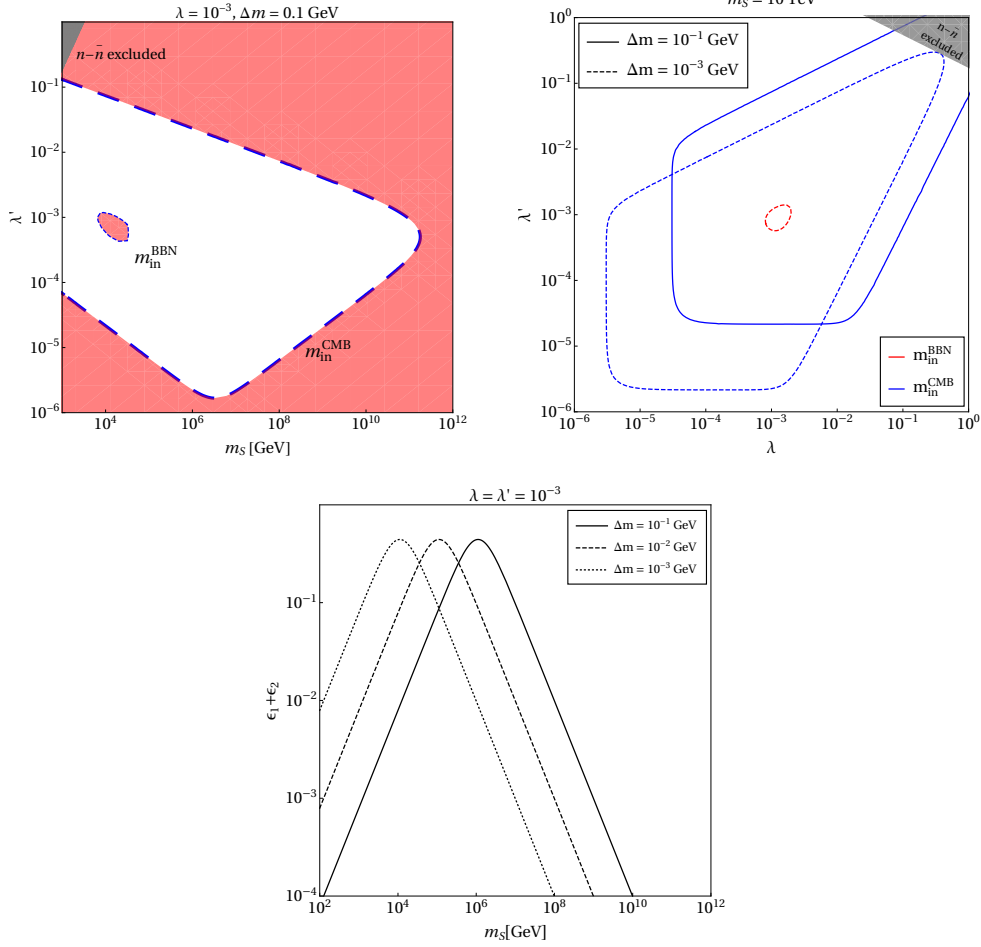 λ = 10⁻³, Δm = 0.1 GeV
n–n̄ excluded
10⁻¹
10⁻²
10⁻³
10⁻⁴
10⁻⁵
10⁻⁶
λ'
m_in^BBN
m_in^CMB
10⁴
10⁶
10⁸
10¹⁰
10¹²
m_S [GeV]
Δm = 10⁻¹ GeV
Δm = 10⁻³ GeV
n–n̄
excluded
10⁰
10⁻¹
10⁻²
10⁻³
10⁻⁴
10⁻⁵
10⁻⁶
λ'
m_in^BBN
m_in^CMB
10⁻⁶
10⁻⁵
10⁻⁴
10⁻³
10⁻²
10⁻¹
10⁰
λ
λ = λ' = 10⁻³
Δm = 10⁻¹ GeV
Δm = 10⁻² GeV
Δm = 10⁻³ GeV
10⁻¹
10⁻²
10⁻³
10⁻⁴
ϵ₁+ϵ₂
10²
10⁴
10⁶
10⁸
10¹⁰
10¹²
m_S[GeV]